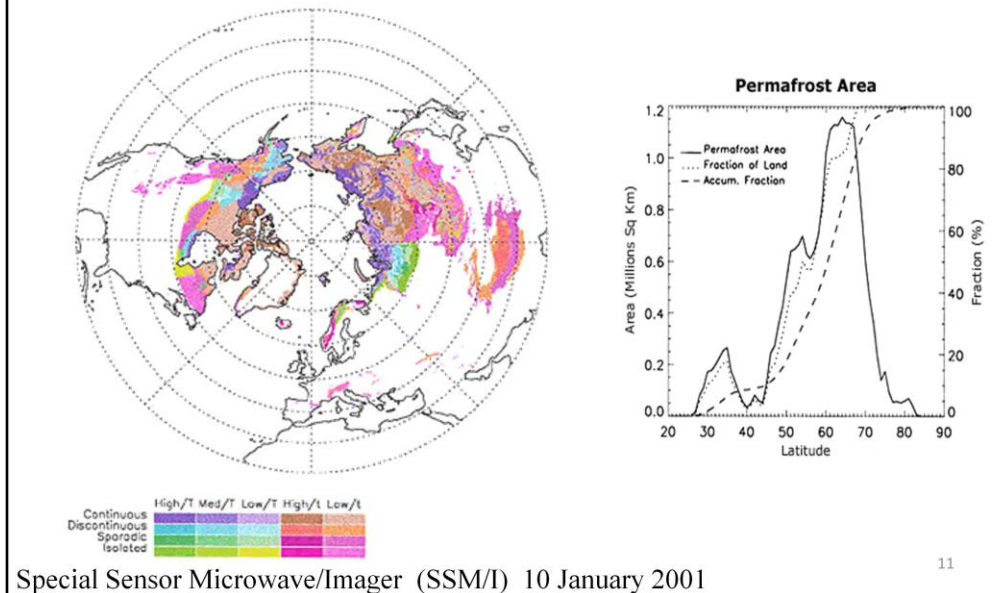 Permafrost Area
1.2
1.0
0.8
0.6
0.4
0.2
0.0
Area (Millions Sq Km)
Permafrost Area
Fraction of Land
Accum. Fraction
100
80
60
40
20
0
Fraction (%)
20 30 40 50 60 70 80 90
Latitude
High/T Med/T Low/T High/t Low/t
Continuous
Discontinuous
Sporadic
Isolated
Special Sensor Microwave/Imager (SSM/I) 10 January 2001
11